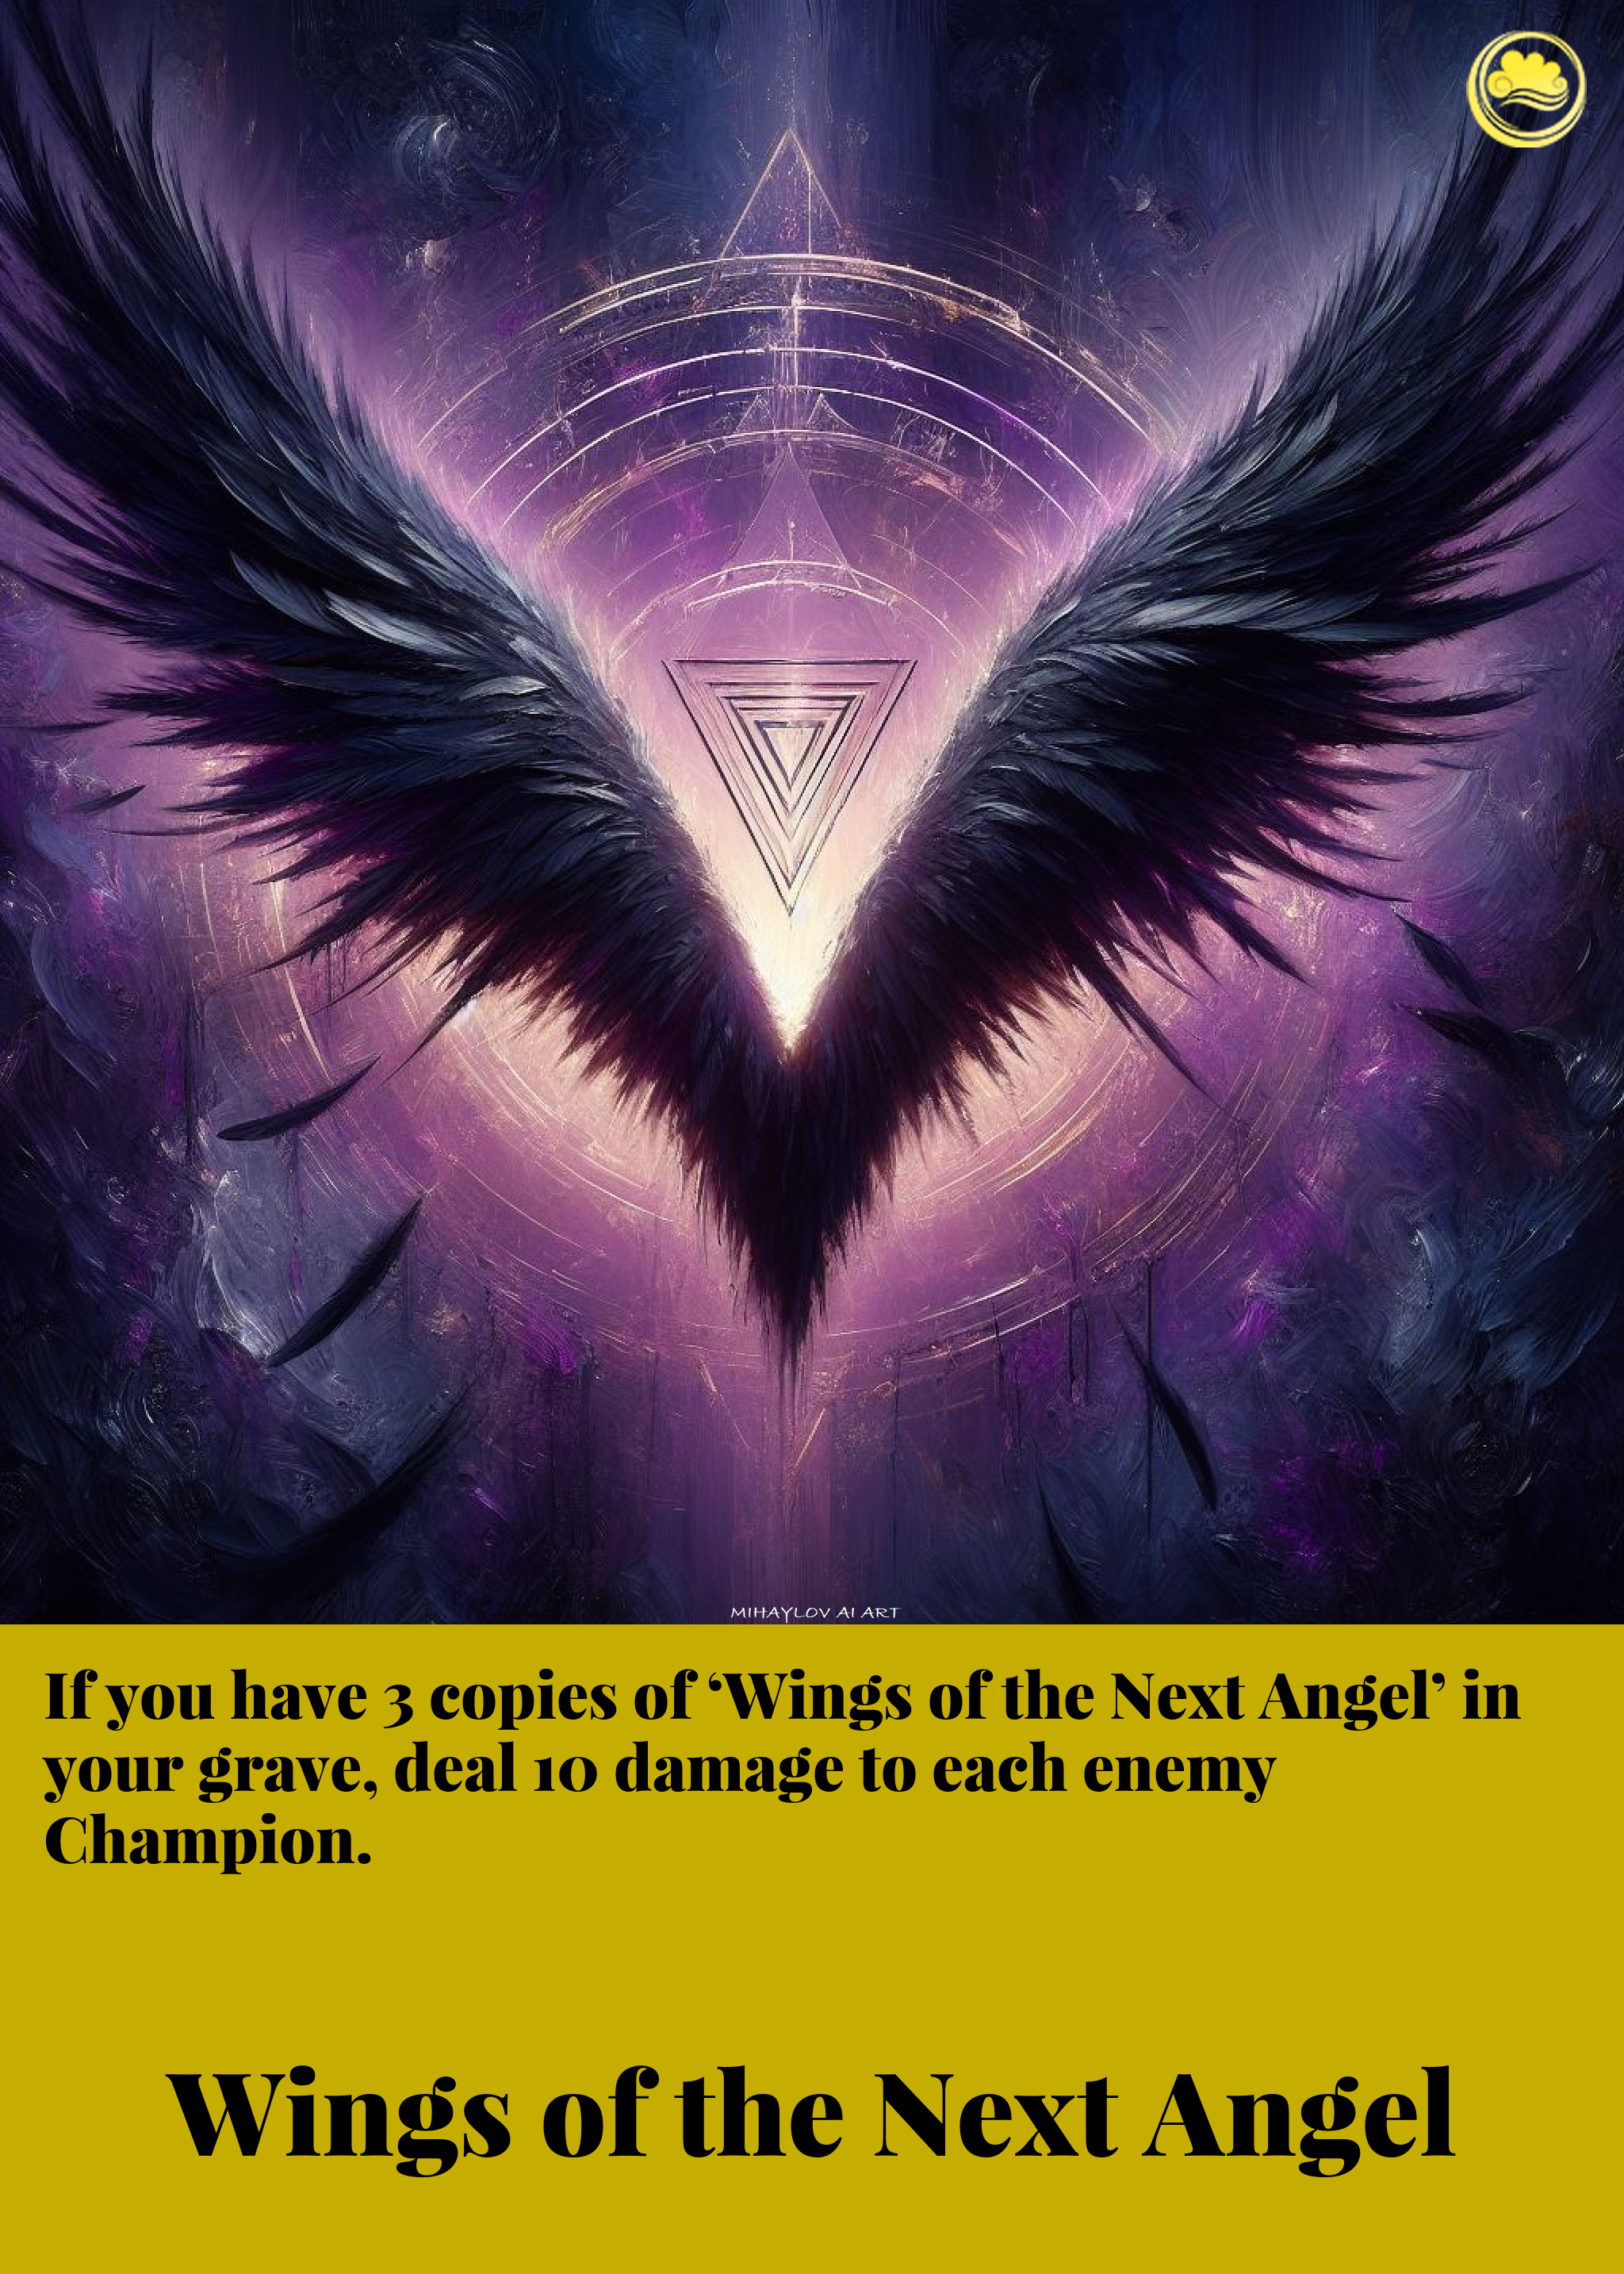 MIHAYLOV AI ART
If you have 3 copies of ‘Wings of the Next Angel’ in
your grave, deal 10 damage to each enemy
Champion.
Wings of the Next Angel